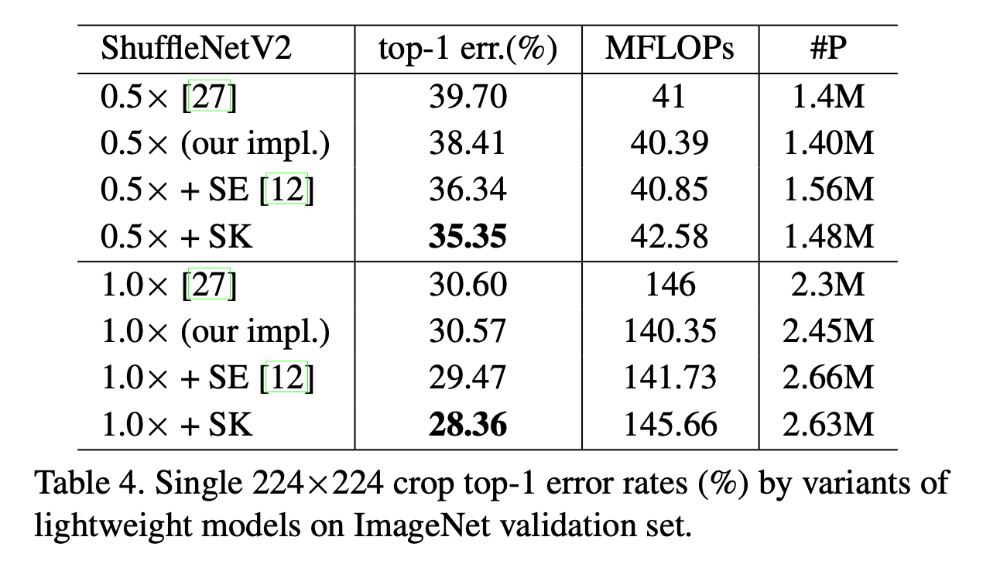 ShuffleNetV2 top-1 err.(%) MFLOPs #P
0.5× [27] 39.70 41 1.4M
0.5× (our impl.) 38.41 40.39 1.40M
0.5× + SE [12] 36.34 40.85 1.56M
0.5× + SK 35.35 42.58 1.48M
1.0× [27] 30.60 146 2.3M
1.0× (our impl.) 30.57 140.35 2.45M
1.0× + SE [12] 29.47 141.73 2.66M
1.0× + SK 28.36 145.66 2.63M
Table 4. Single 224×224 crop top-1 error rates (%) by variants of
lightweight models on ImageNet validation set.